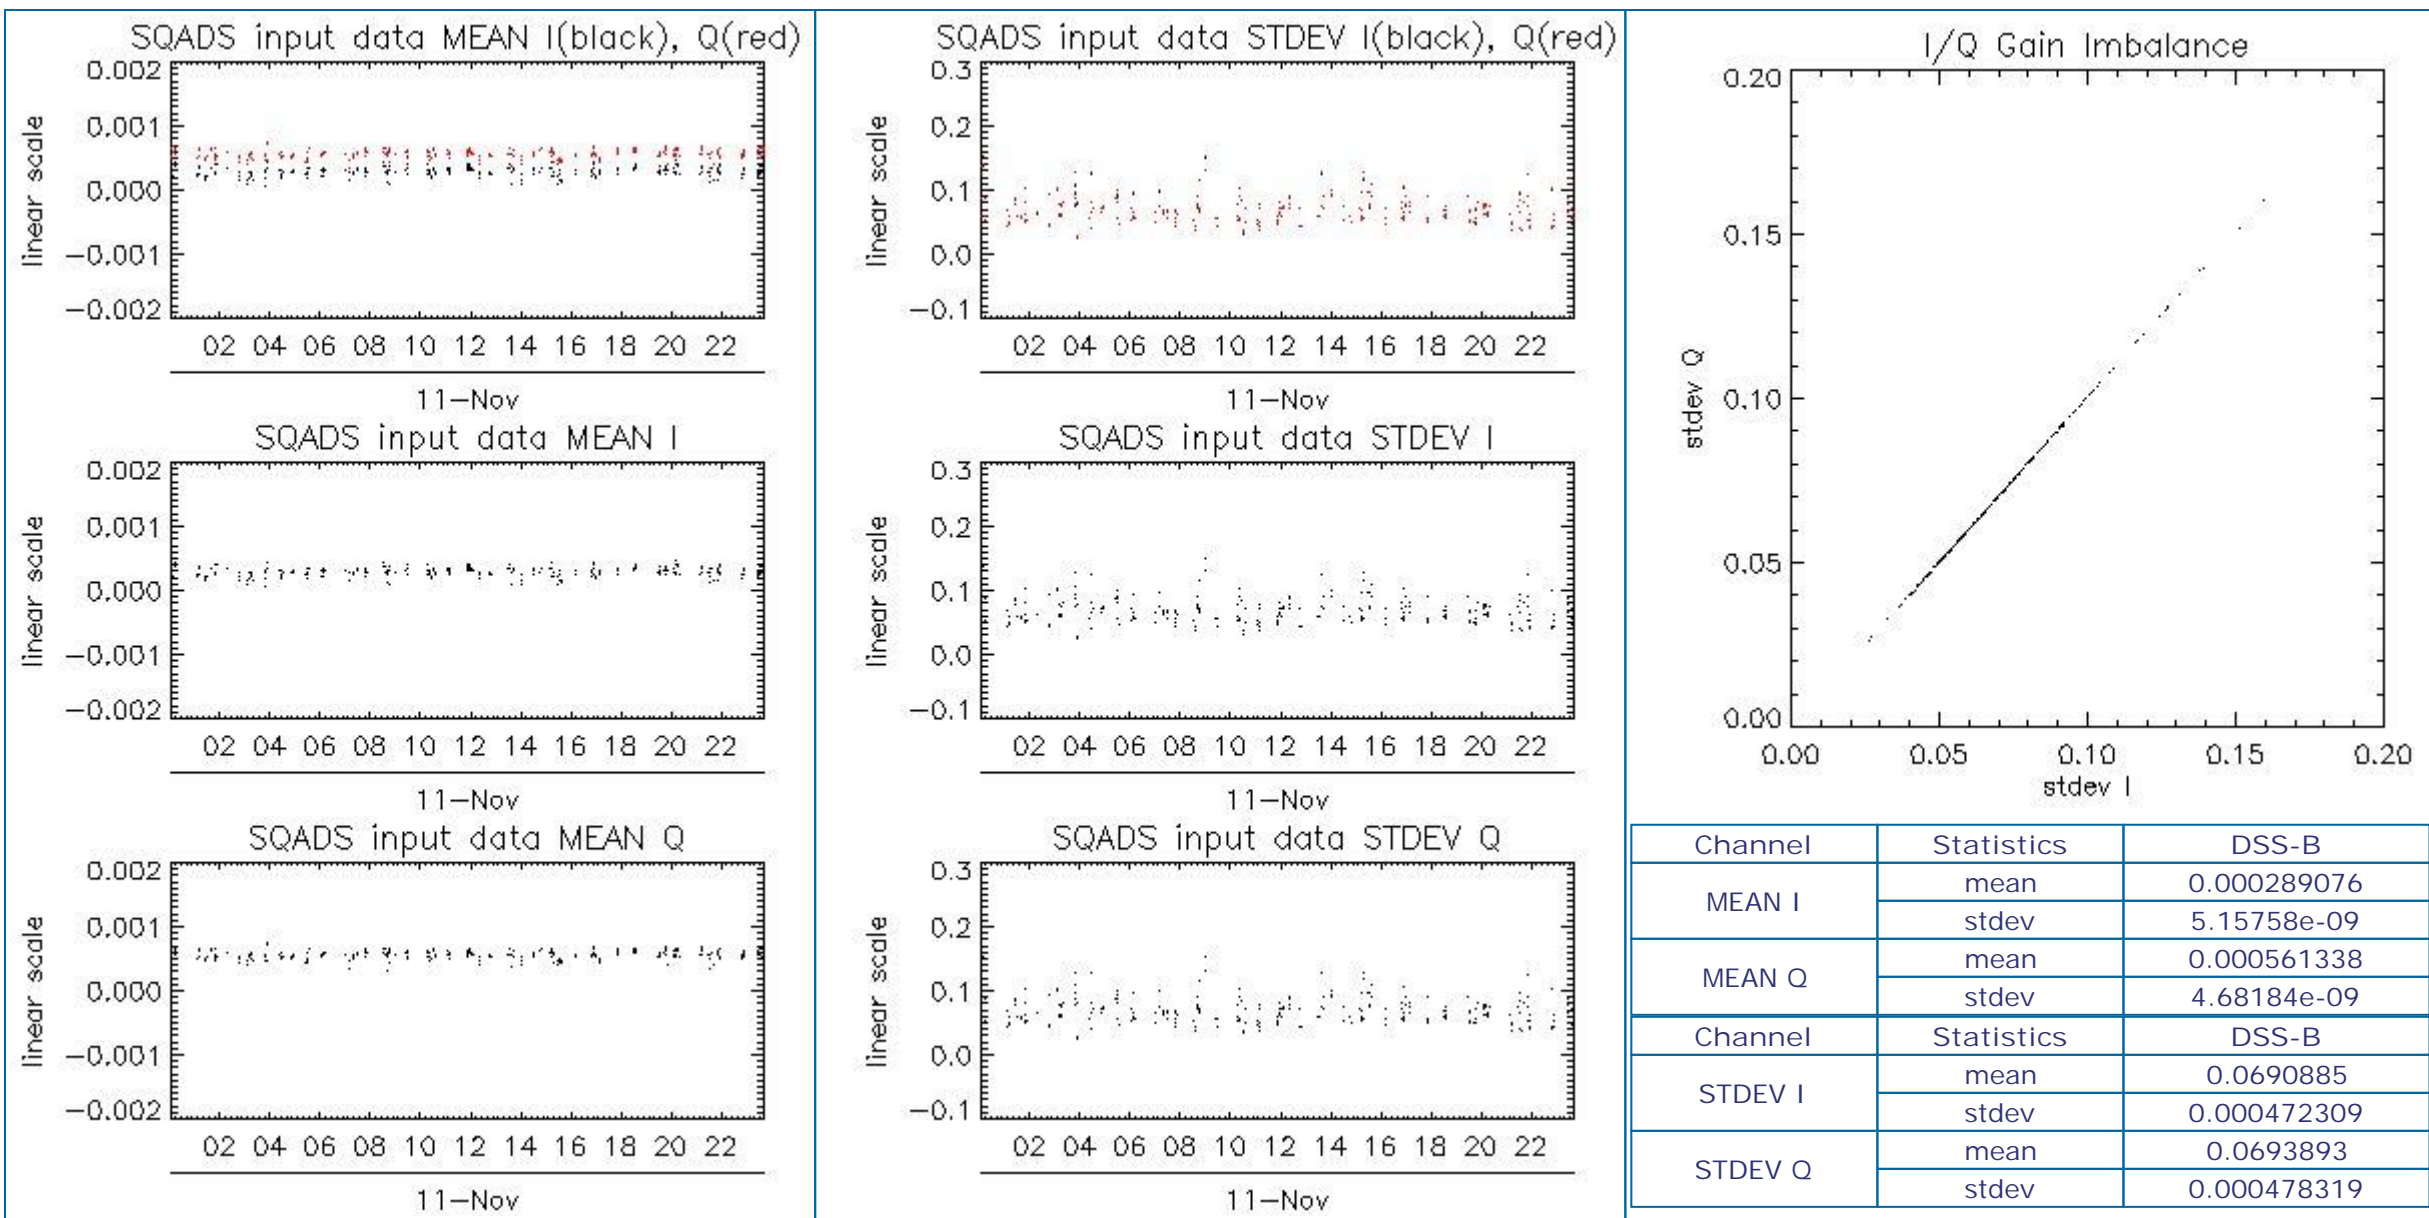 SQADS input data MEAN I(black), Q(red)
0.002
0.001
0.000
−0.001
−0.002
linear scale
02 04 06 08 10 12 14 16 18 20 22
11−Nov
SQADS input data MEAN I
0.002
0.001
0.000
−0.001
−0.002
linear scale
02 04 06 08 10 12 14 16 18 20 22
11−Nov
SQADS input data MEAN Q
0.002
0.001
0.000
−0.001
−0.002
linear scale
02 04 06 08 10 12 14 16 18 20 22
11−Nov
SQADS input data STDEV I(black), Q(red)
0.3
0.2
0.1
0.0
−0.1
linear scale
02 04 06 08 10 12 14 16 18 20 22
11−Nov
SQADS input data STDEV I
0.3
0.2
0.1
0.0
−0.1
linear scale
02 04 06 08 10 12 14 16 18 20 22
11−Nov
SQADS input data STDEV Q
0.3
0.2
0.1
0.0
−0.1
linear scale
02 04 06 08 10 12 14 16 18 20 22
11−Nov
I/Q Gain Imbalance
0.20
0.15
0.10
0.05
0.00
stdev Q
0.00 0.05 0.10 0.15 0.20
stdev I
Channel Statistics DSS-B
MEAN I mean 0.000289076
stdev 5.15758e-09
MEAN Q mean 0.000561338
stdev 4.68184e-09
Channel Statistics DSS-B
STDEV I mean 0.0690885
stdev 0.000472309
STDEV Q mean 0.0693893
stdev 0.000478319